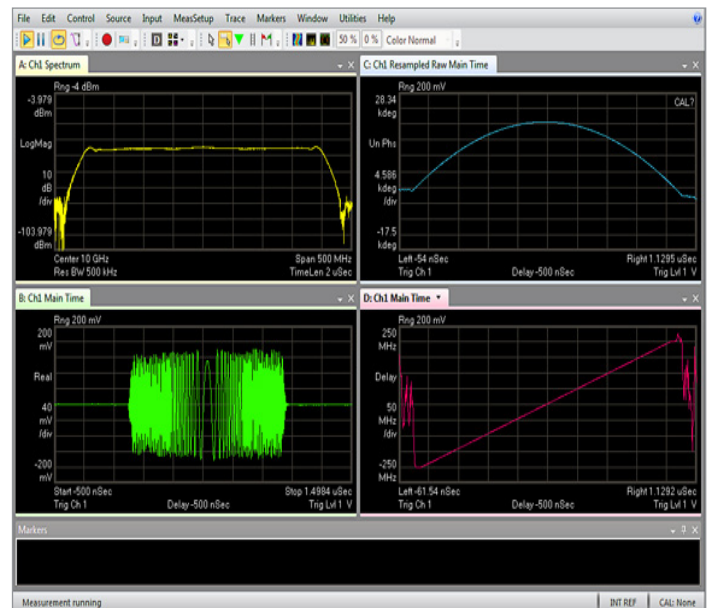 File Edit Control Source Input MeasSetup Trace Markers Window Utilities Help
50 % 0 % Color Normal
A: Ch1 Spectrum
Rng -4 dBm
-3.979
dBm
LogMag
10
dB
/div
-103.979
dBm
Center 10 GHz Span 500 MHz
Res BW 500 kHz TimeLen 2 uSec
C: Ch1 Resampled Raw Main Time
Rng 200 mV
28.34
kdeg
CAL?
Un Phs
4.586
kdeg
/div
-17.5
kdeg
Left -54 nSec Right 1.1295 uSec
Trig Ch 1 Delay -500 nSec Trig Lvl 1 V
B: Ch1 Main Time
Rng 200 mV
200
mV
Real
40
mV
/div
-200
mV
Start -500 nSec Stop 1.4984 uSec
Trig Ch 1 Delay -500 nSec Trig Lvl 1 V
D: Ch1 Main Time
Rng 200 mV
250
MHz
Delay
50
MHz
/div
-250
MHz
Left -61.54 nSec Right 1.1292 uSec
Trig Ch 1 Delay -500 nSec Trig Lvl 1 V
Markers
Measurement running INT REF CAL: None